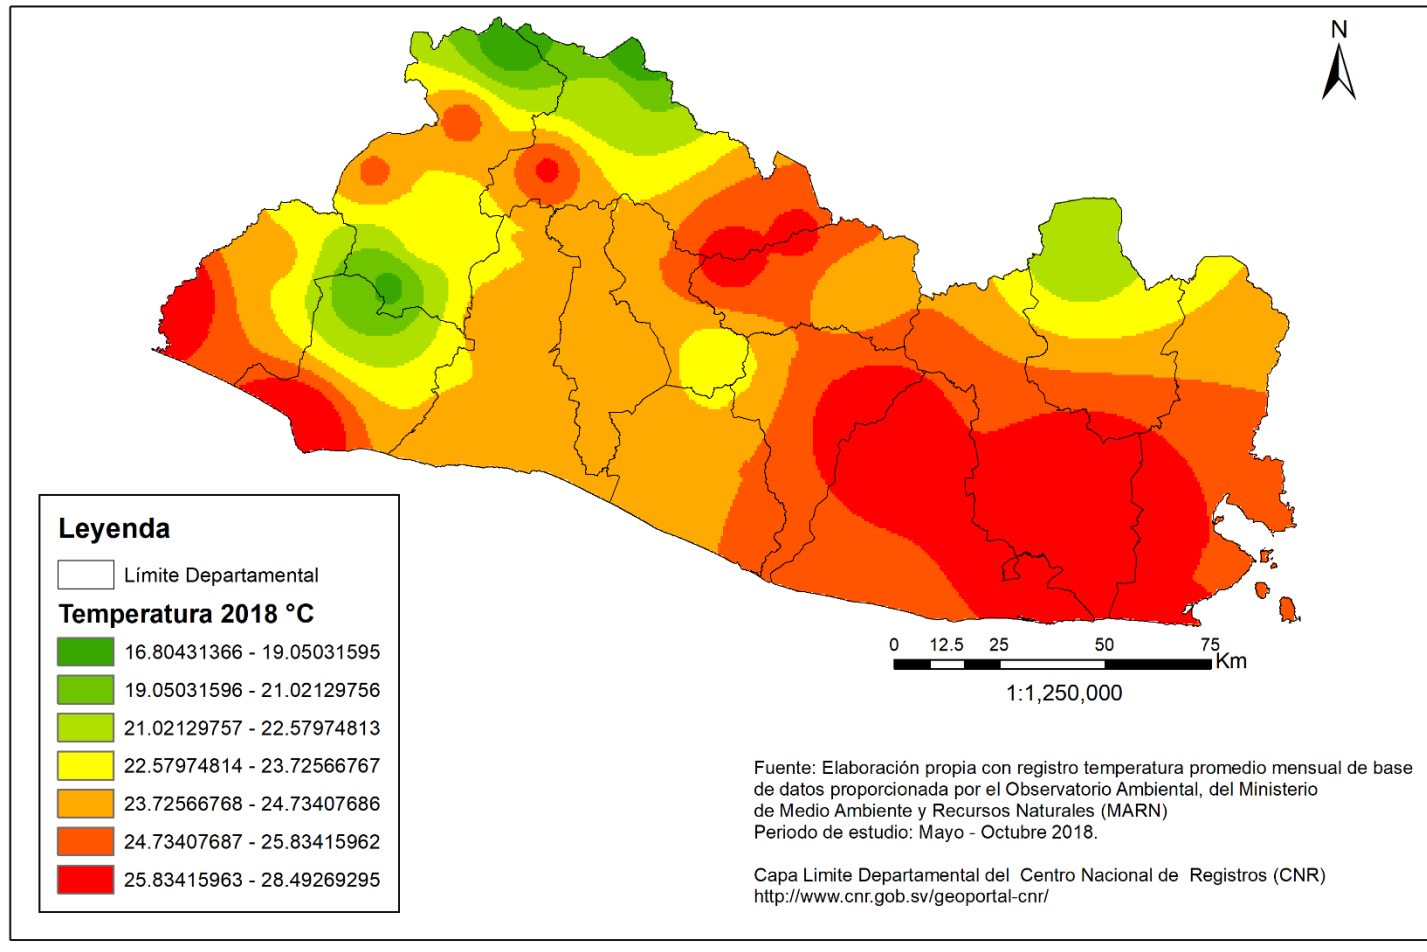 N
Leyenda
Límite Departamental
Temperatura 2018 °C
16.80431366 - 19.05031595
19.05031596 - 21.02129756
21.02129757 - 22.57974813
22.57974814 - 23.72566767
23.72566768 - 24.73407686
24.73407687 - 25.83415962
25.83415963 - 28.49269295
0 12.5 25 50 75
Km
1:1,250,000
Fuente: Elaboración propia con registro temperatura promedio mensual de base
de datos proporcionada por el Observatorio Ambiental, del Ministerio
de Medio Ambiente y Recursos Naturales (MARN)
Periodo de estudio: Mayo - Octubre 2018.
Capa Limite Departamental del Centro Nacional de Registros (CNR)
http://www.cnr.gob.sv/geoportal-cnr/